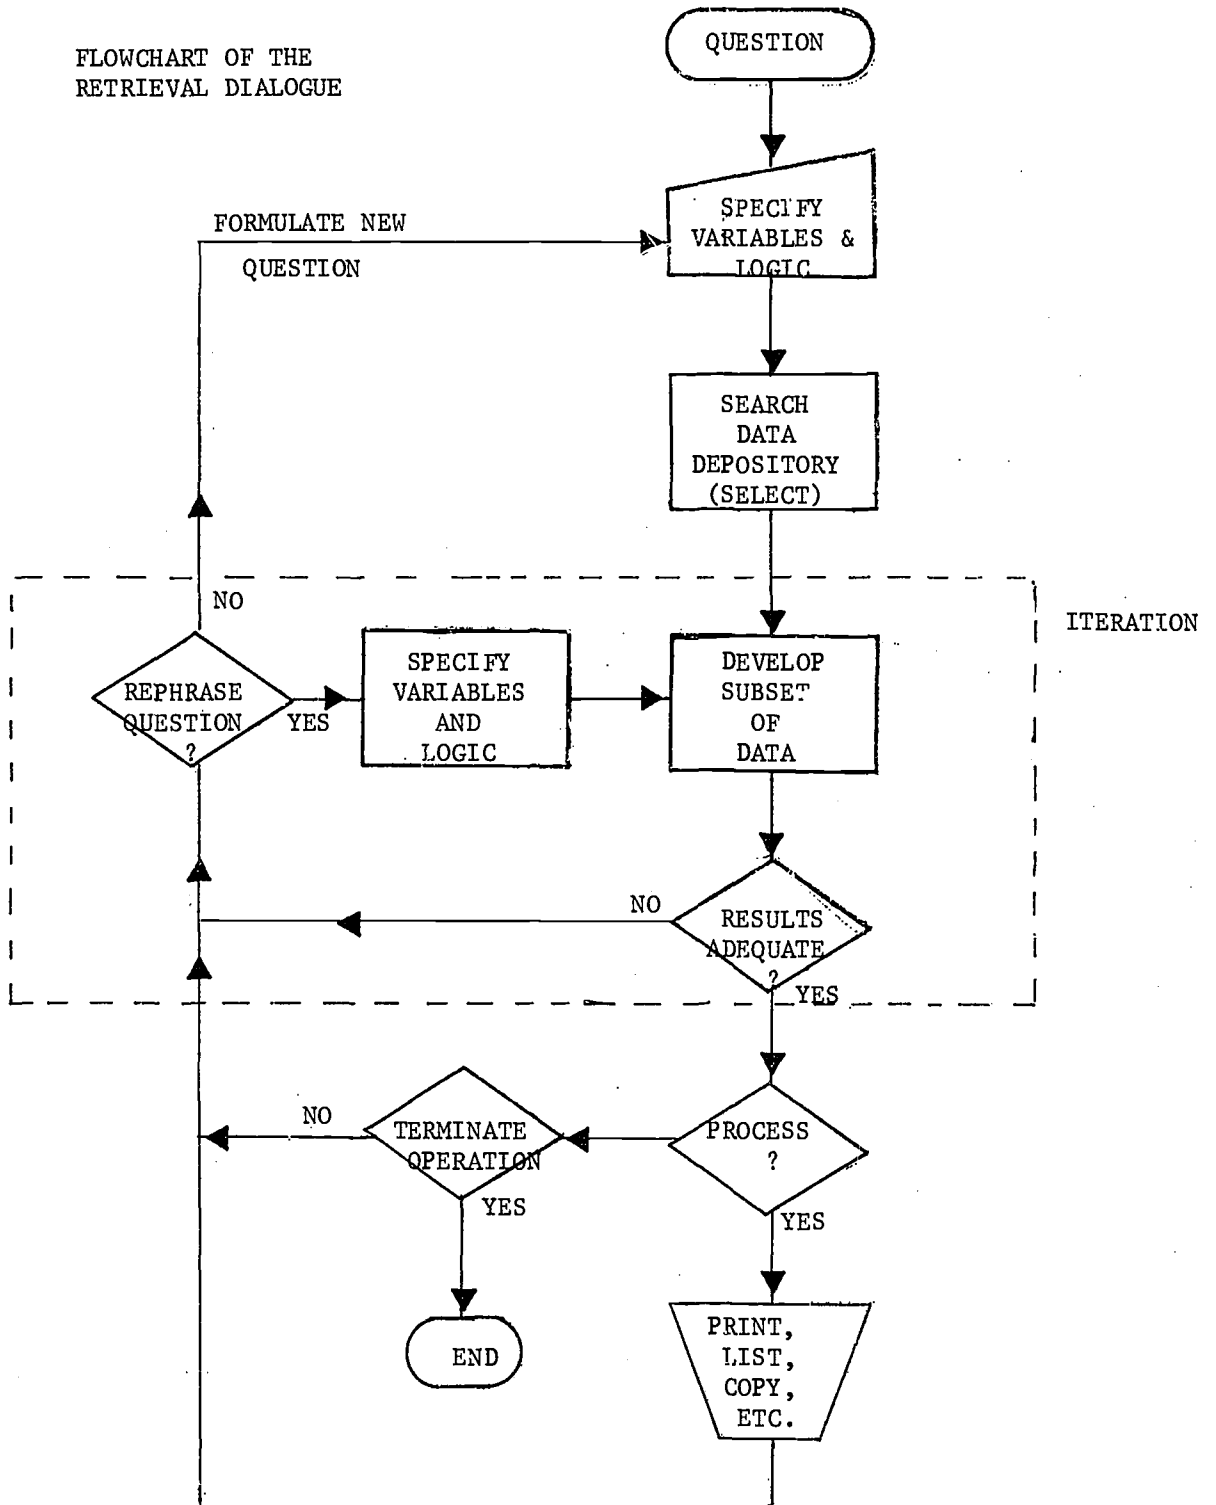 FLOWCHART OF THE
RETRIEVAL DIALOGUE
QUESTION
SPECIFY
VARIABLES &
LOGIC
FORMULATE NEW
QUESTION
SEARCH
DATA
DEPOSITORY
(SELECT)
ITERATION
NO
REPHRASE
QUESTION
?
YES
SPECIFY
VARIABLES
AND
LOGIC
DEVELOP
SUBSET
OF
DATA
NO
RESULTS
ADEQUATE
?
YES
NO
TERMINATE
OPERATION
YES
PROCESS
?
YES
END
PRINT,
LIST,
COPY,
ETC.